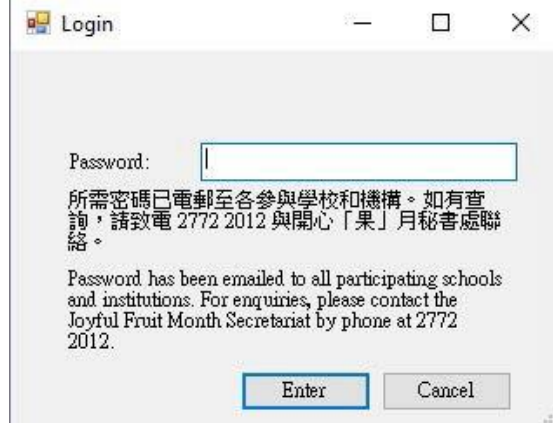 Login
Password:
所需密碼已電郵至各參與學校和機構。如有查
詢，請致電 2772 2012 與開心「果」月秘書處聯
絡。
Password has been emailed to all participating schools
and institutions. For enquiries, please contact the
Joyful Fruit Month Secretariat by phone at 2772
2012.
Enter Cancel